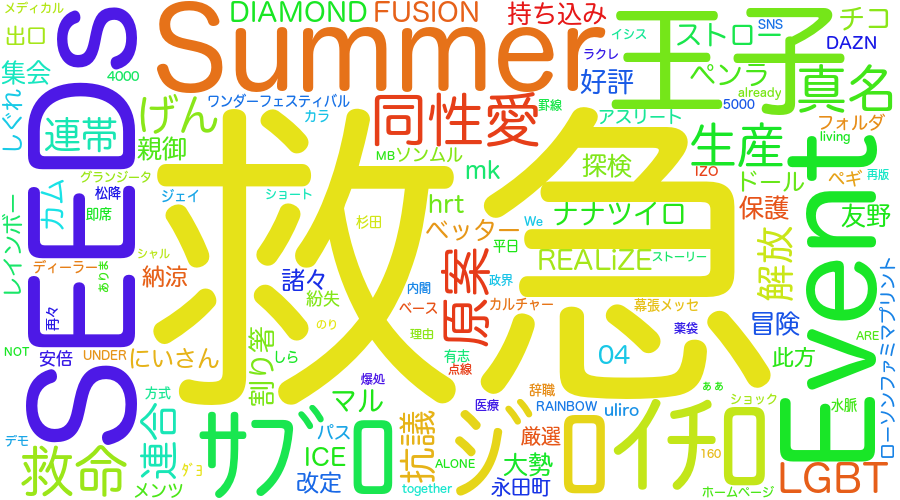 メディカル
出口
SEEDs
4000
集会
しぐれ
連帯
げん
親御
グランジータ
カム
松降
即席
レインボー
ディーラー
ありま
シャル
再々
NOT
安倍
UNDER
にいさん
方式
デモ
連合
ダヨ
救命
メンツ
Summer
DIAMOND
FUSION
持ち込み
ワンダーフェスティバル
カラ
同性愛
罫線
好評
ラクレ
イシス
MB
ソンムル
mk
ジェイ
ショート
救急
杉田
hrt
ベッター
We
平日
納涼
諸々
紛失
のり
割り箸
しら
爆処
マル
原案
政界
内閣
ベース
カルチャー
理由
有志
点線
REALiZE
ストーリー
ナナツイロ
探検
幕張メッセ
薬袋
04
サブロ
パス
ICE
改定
抗議
together
ALONE
医療
辞職
RAINBOW
uliro
厳選
大勢
永田町
ジロ
イチロ
ぁぁ
ショック
160
ホームページ
王子
ストロー
SNS
チコ
DAZN
ペンラ
5000
already
真名
アスリート
フォルダ
living
生産
IZO
ドール
ペギ
再版
保護
友野
解放
Event
冒険
此方
ARE
水脈
ローソンファミマプリント
LGBT